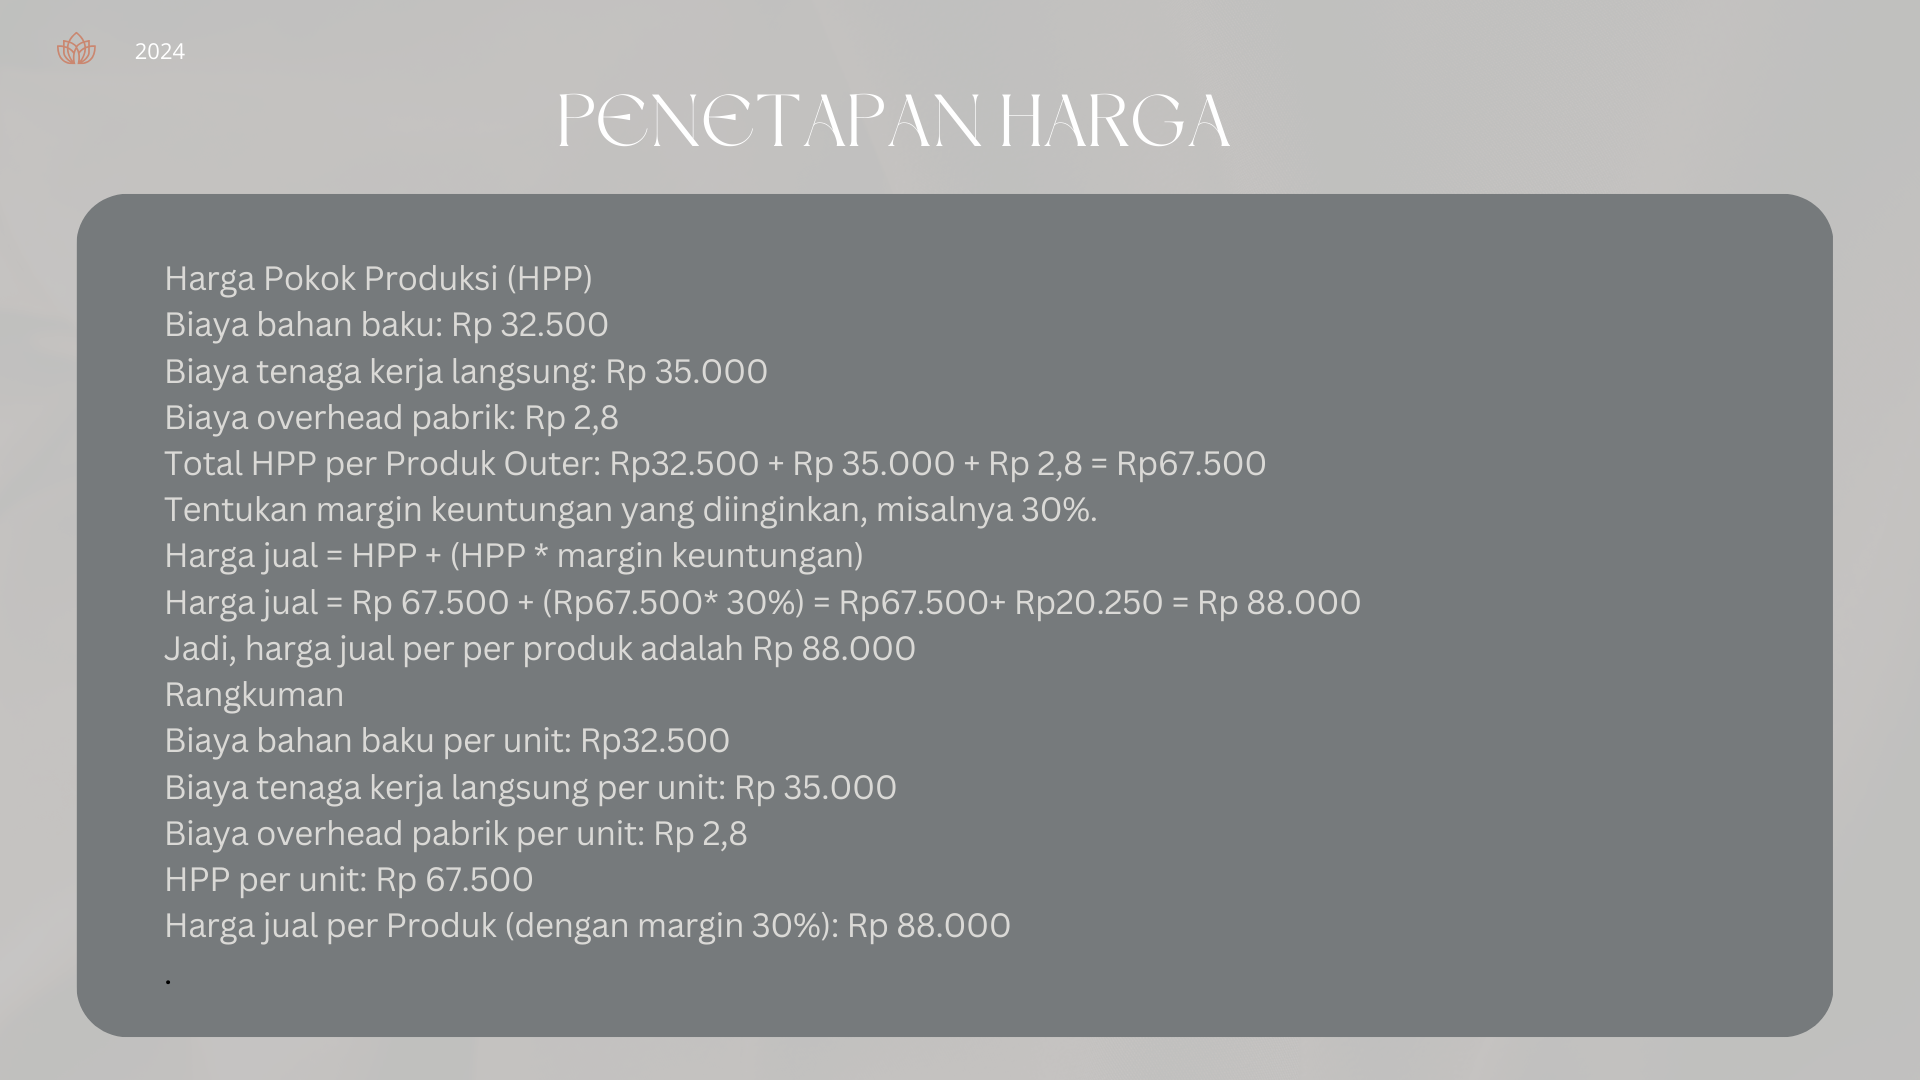 2024
PENETAPAN HARGA
Harga Pokok Produksi (HPP)
Biaya bahan baku: Rp 32.500
Biaya tenaga kerja langsung: Rp 35.000
Biaya overhead pabrik: Rp 2,8
Total HPP per Produk Outer: Rp32.500 + Rp 35.000 + Rp 2,8 = Rp67.500
Tentukan margin keuntungan yang diinginkan, misalnya 30%.
Harga jual = HPP + (HPP * margin keuntungan)
Harga jual = Rp 67.500 + (Rp67.500* 30%) = Rp67.500+ Rp20.250 = Rp 88.000
Jadi, harga jual per per produk adalah Rp 88.000
Rangkuman
Biaya bahan baku per unit: Rp32.500
Biaya tenaga kerja langsung per unit: Rp 35.000
Biaya overhead pabrik per unit: Rp 2,8
HPP per unit: Rp 67.500
Harga jual per Produk (dengan margin 30%): Rp 88.000
.